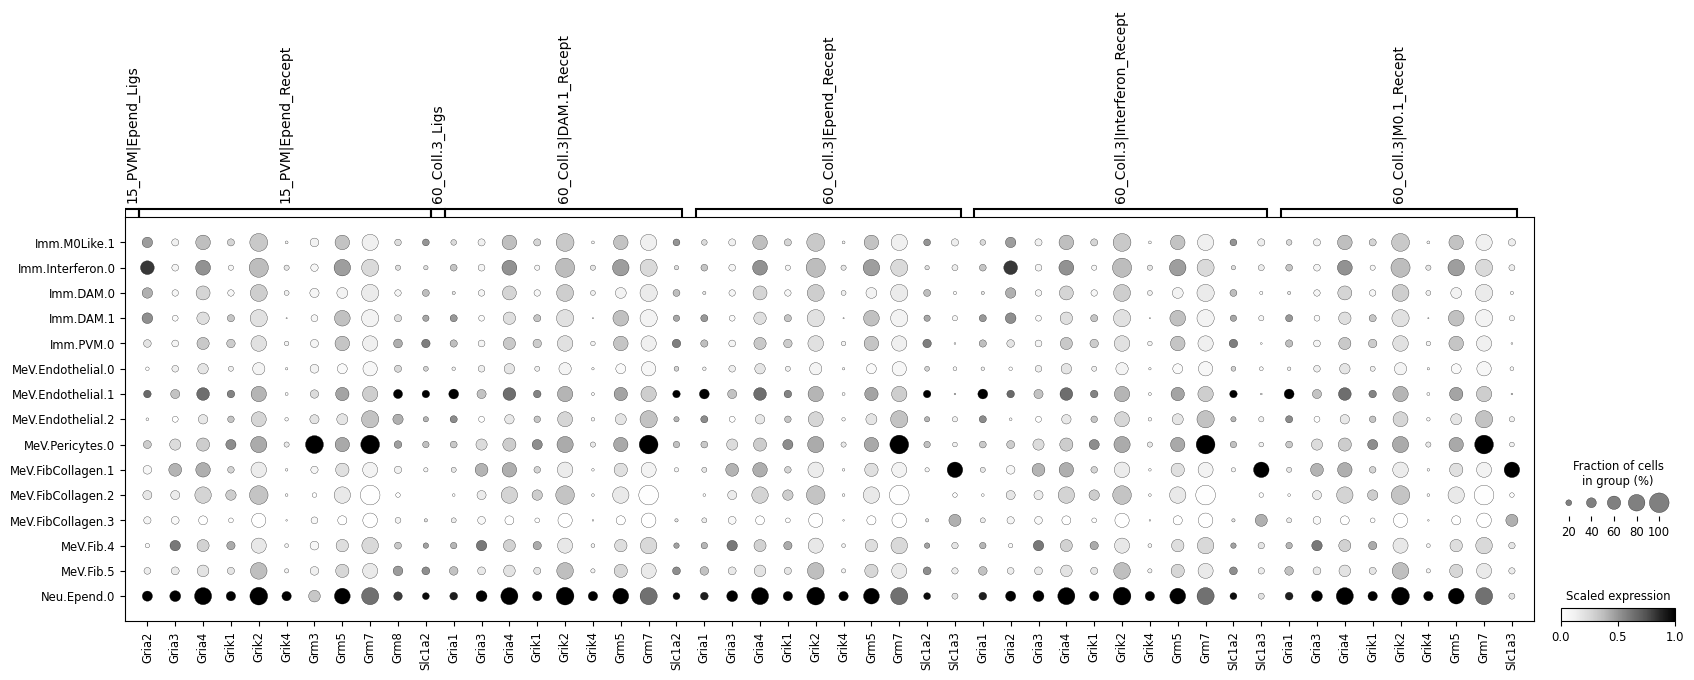 15_PVM|Epend_Ligs
15_PVM|Epend_Recept
60_Coll.3_Ligs
60_Coll.3|DAM.1_Recept
60_Coll.3|Epend_Recept
60_Coll.3|Interferon_Recept
60_Coll.3|M0.1_Recept
Imm.M0Like.1
Imm.Interferon.0
Imm.DAM.0
Imm.DAM.1
Imm.PVM.0
MeV.Endothelial.0
MeV.Endothelial.1
MeV.Endothelial.2
MeV.Pericytes.0
MeV.FibCollagen.1
MeV.FibCollagen.2
MeV.FibCollagen.3
MeV.Fib.4
MeV.Fib.5
Neu.Epend.0
Gria2
Gria3
Gria4
Grik1
Grik2
Grik4
Grm3
Grm5
Grm7
Grm8
Slc1a2
Gria1
Gria3
Gria4
Grik1
Grik2
Grik4
Grm5
Grm7
Slc1a2
Gria1
Gria3
Gria4
Grik1
Grik2
Grik4
Grm5
Grm7
Slc1a2
Slc1a3
Gria1
Gria2
Gria3
Gria4
Grik1
Grik2
Grik4
Grm5
Grm7
Slc1a2
Slc1a3
Gria1
Gria3
Gria4
Grik1
Grik2
Grik4
Grm5
Grm7
Slc1a3
Fraction of cells
in group (%)
20 40 60 80 100
Scaled expression
0.0 0.5 1.0